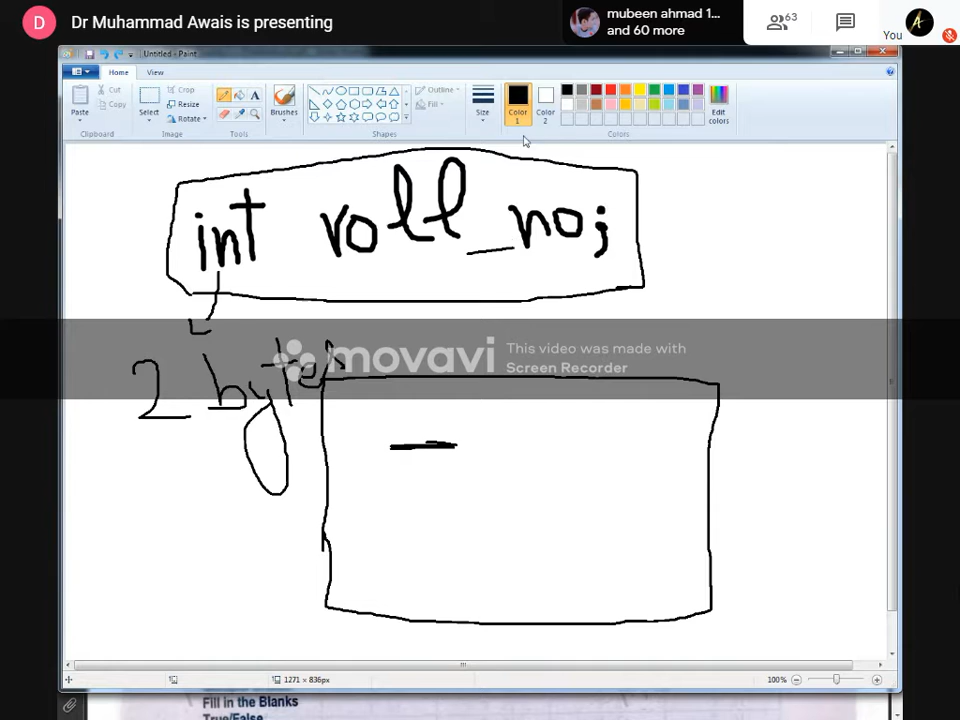 D Dr Muhammad Awais is presenting
mubeen ahmad 1...
and 60 more
63
You
Untitled - Paint
Home View
Cut
Copy
Paste
Clipboard
Crop
Resize
Rotate
Select
Image
Tools
Brushes
Outline
Fill
Shapes
Size
Color
1
Color
2
Edit
colors
Colors
int roll_no;
movavi
This video was made with
Screen Recorder
2 bytes
1271 × 836px
100%
Fill in the Blanks
True/False